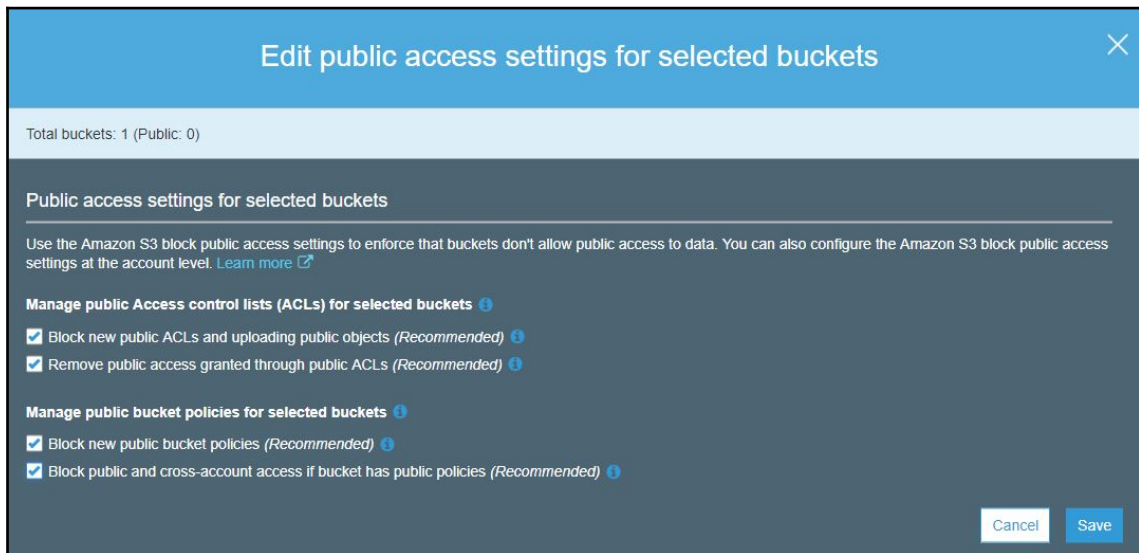 Edit public access settings for selected buckets
Total buckets: 1 (Public: 0)
Public access settings for selected buckets
Use the Amazon S3 block public access settings to enforce that buckets don't allow public access to data. You can also configure the Amazon S3 block public access
settings at the account level. Learn more
Manage public Access control lists (ACLs) for selected buckets
Block new public ACLs and uploading public objects (Recommended)
Remove public access granted through public ACLs (Recommended)
Manage public bucket policies for selected buckets
Block new public bucket policies (Recommended)
Block public and cross-account access if bucket has public policies (Recommended)
Cancel Save